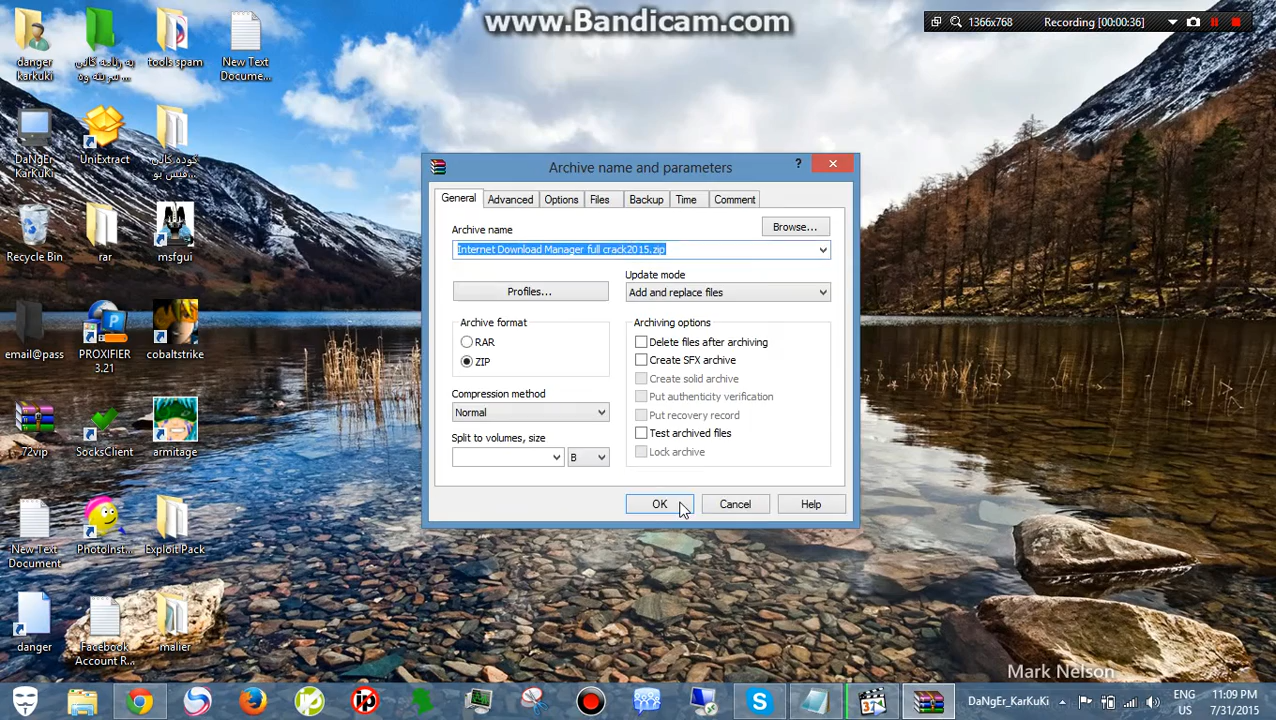 www.Bandicam.com
1366x768
Recording [00:00:36]
danger
karkuki
tools spam
New Text
Docume...
DaNgEr
KarKuKi
UniExtract
Recycle Bin
rar
msfgui
email@pass
PROXIFIER
3.21
cobaltstrike
72vip
SocksClient
armitage
New Text
Document
PhotoInst...
Exploit Pack
danger
Facebook
Account R...
malier
Archive name and parameters
?
General
Advanced
Options
Files
Backup
Time
Comment
Archive name
Browse...
Internet Download Manager full crack2015.zip
Update mode
Profiles...
Add and replace files
Archive format
RAR
ZIP
Archiving options
Delete files after archiving
Create SFX archive
Create solid archive
Put authenticity verification
Put recovery record
Test archived files
Lock archive
Compression method
Normal
Split to volumes, size
B
OK
Cancel
Help
Mark Nelson
DaNgEr_KarKuKi
ENG
US
11:09 PM
7/31/2015